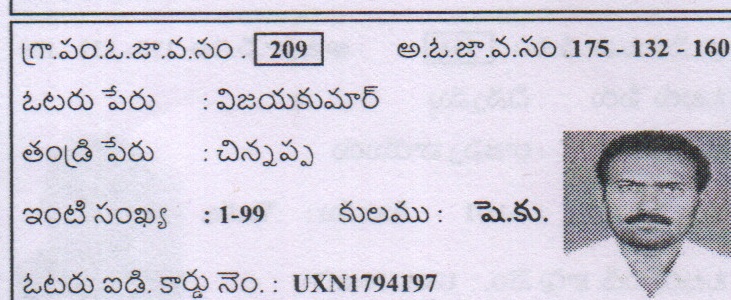 గ్రా.పం.ఓ.జా.వ.సం : 209 అ.ఓ.జా.వ.సం .175 - 132 - 160
ఓటరు పేరు : విజయకుమార్
తండ్రి పేరు : చిన్నప్ప
ఇంటి సంఖ్య : 1-99 కులము : షె.కు.
ఓటరు ఐడి. కార్డు నెం. : UXN1794197